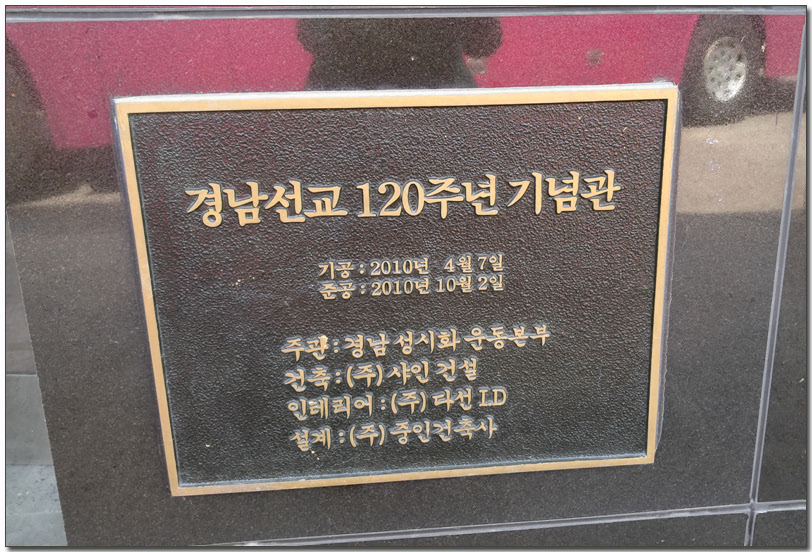 경남선교 120주년 기념관
기공 : 2010년 4월 7일
준공 : 2010년 10월 2일
주관 : 경남 성시화 운동본부
건축 : (주) 사인 건설
인테리어 : (주) 다선 I.D
설계 : (주) 중인건축사